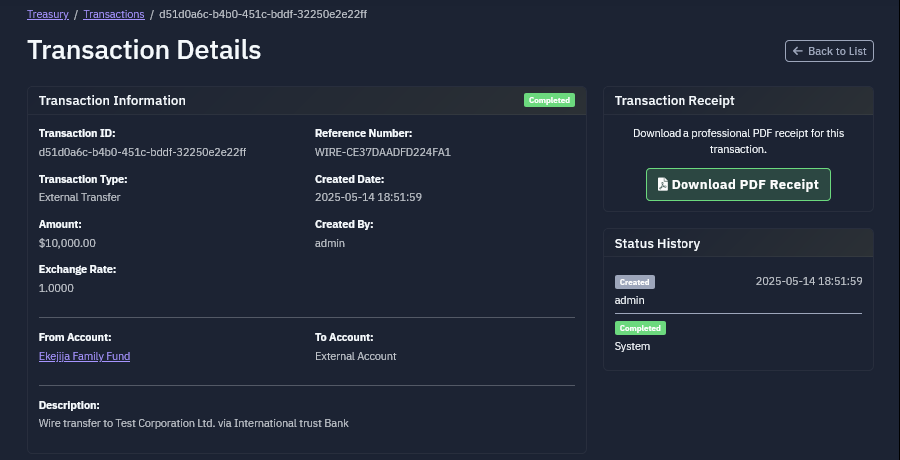 Treasury / Transactions / d51d0a6c-b4b0-451c-bddf-32250e2e22ff
Transaction Details
← Back to List
Transaction Information
Completed
Transaction ID:
d51d0a6c-b4b0-451c-bddf-32250e2e22ff
Reference Number:
WIRE-CE37DAADFD224FA1
Transaction Type:
External Transfer
Created Date:
2025-05-14 18:51:59
Amount:
$10,000.00
Created By:
admin
Exchange Rate:
1.0000
From Account:
Ekejija Family Fund
To Account:
External Account
Description:
Wire transfer to Test Corporation Ltd. via International trust Bank
Transaction Receipt
Download a professional PDF receipt for this
transaction.
Download PDF Receipt
Status History
Created
2025-05-14 18:51:59
admin
Completed
System